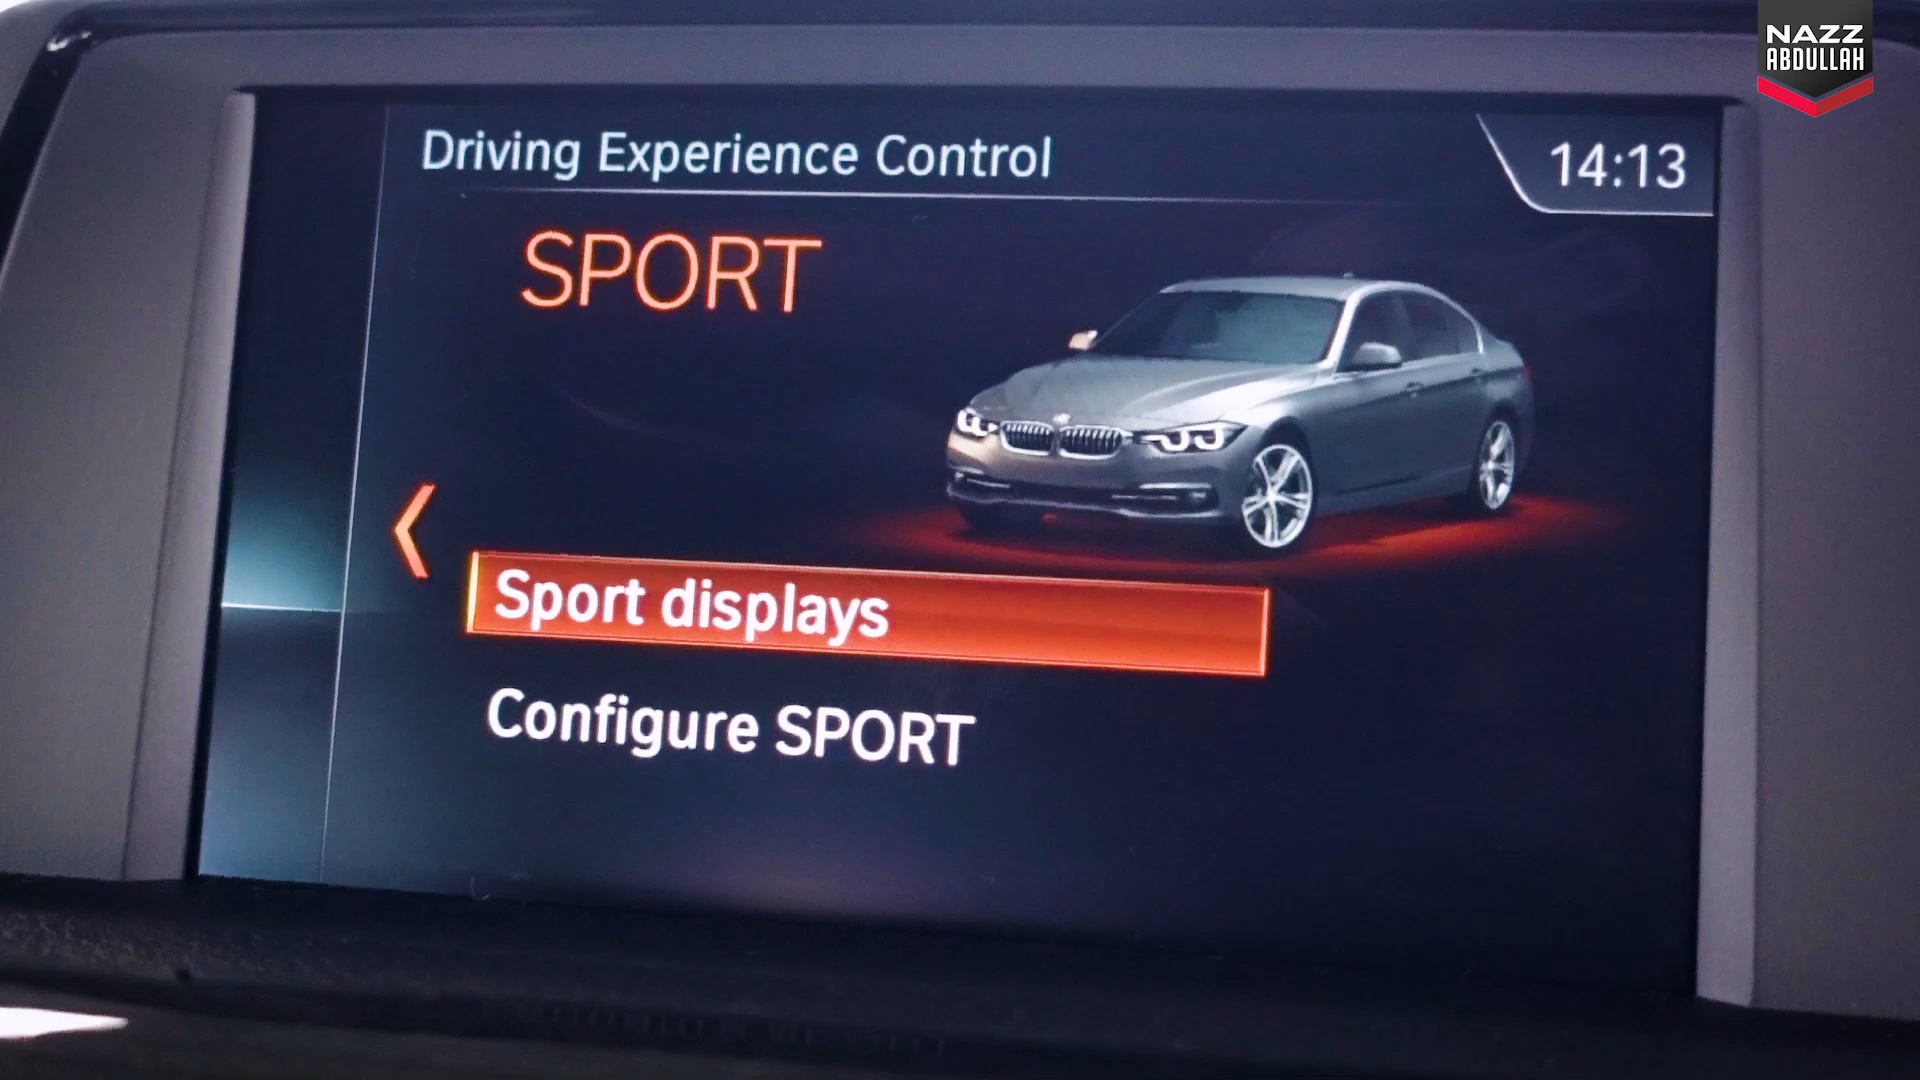 NAZZ
ABDULLAH
Driving Experience Control
14:13
SPORT
Sport displays
Configure SPORT